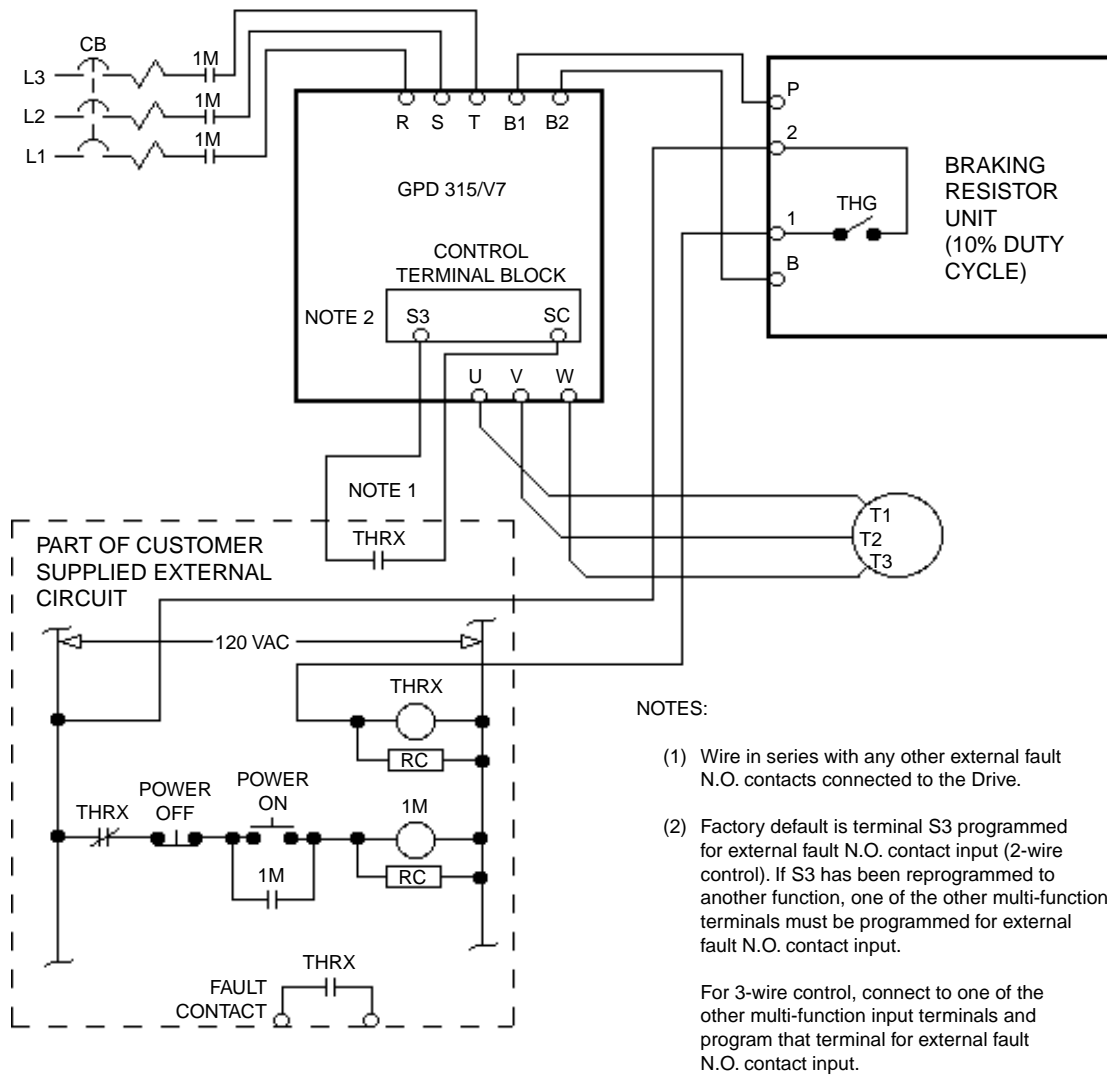 CB
1M
L3
1M
L2
1M
L1
R S T B1 B2
GPD 315/V7
CONTROL
TERMINAL BLOCK
NOTE 2
S3 SC
U V W
P
2
THG
1
B
BRAKING
RESISTOR
UNIT
(10% DUTY
CYCLE)
NOTE 1
THRX
T1
T2
T3
PART OF CUSTOMER
SUPPLIED EXTERNAL
CIRCUIT
120 VAC
THRX
RC
THRX
POWER
OFF
POWER
ON
1M
1M
RC
THRX
FAULT
CONTACT
NOTES:
(1) Wire in series with any other external fault
N.O. contacts connected to the Drive.
(2) Factory default is terminal S3 programmed
for external fault N.O. contact input (2-wire
control). If S3 has been reprogrammed to
another function, one of the other multi-function
terminals must be programmed for external
fault N.O. contact input.
For 3-wire control, connect to one of the
other multi-function input terminals and
program that terminal for external fault
N.O. contact input.